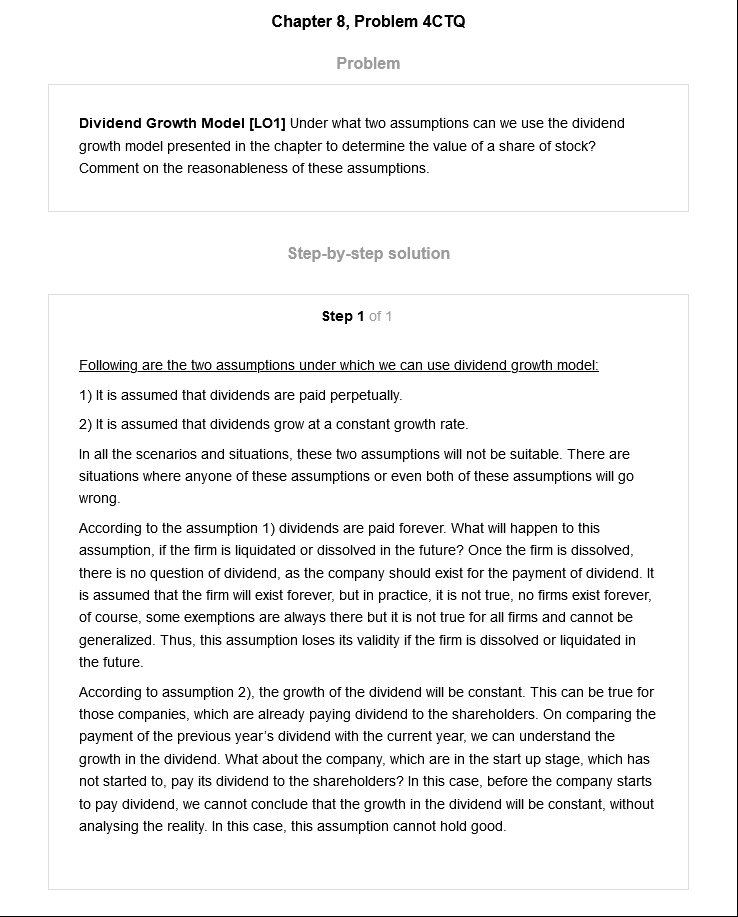 Chapter 8, Problem 4CTQ
Problem
Dividend Growth Model [LO1] Under what two assumptions can we use the dividend
growth model presented in the chapter to determine the value of a share of stock?
Comment on the reasonableness of these assumptions.
Step-by-step solution
Step 1 of 1
Following are the two assumptions under which we can use dividend growth model:
1) It is assumed that dividends are paid perpetually.
2) It is assumed that dividends grow at a constant growth rate.
In all the scenarios and situations, these two assumptions will not be suitable. There are
situations where anyone of these assumptions or even both of these assumptions will go
wrong.
According to the assumption 1) dividends are paid forever. What will happen to this
assumption, if the firm is liquidated or dissolved in the future? Once the firm is dissolved,
there is no question of dividend, as the company should exist for the payment of dividend. It
is assumed that the firm will exist forever, but in practice, it is not true, no firms exist forever,
of course, some exemptions are always there but it is not true for all firms and cannot be
generalized. Thus, this assumption loses its validity if the firm is dissolved or liquidated in
the future.
According to assumption 2), the growth of the dividend will be constant. This can be true for
those companies, which are already paying dividend to the shareholders. On comparing the
payment of the previous year's dividend with the current year, we can understand the
growth in the dividend. What about the company, which are in the start up stage, which has
not started to, pay its dividend to the shareholders? In this case, before the company starts
to pay dividend, we cannot conclude that the growth in the dividend will be constant, without
analysing the reality. In this case, this assumption cannot hold good.